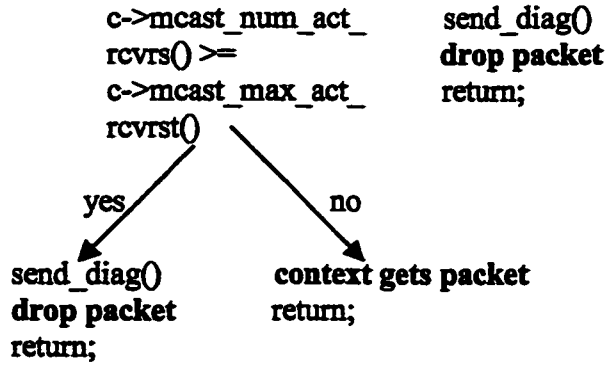 c->mcast_num_act_
rcvrs() >=
c->mcast_max_act_
rcvrst()
send_diag()
drop packet
return;
yes
no
send_diag()
drop packet
return;
context gets packet
return;